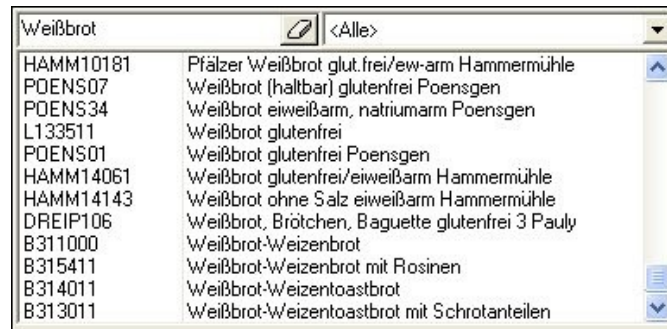 Weißbrot <Alle>
HAMM10181 Pfälzer Weißbrot glut.frei/ew-arm Hammermühle
POENS07 Weißbrot (haltbar) glutenfrei Poensgen
POENS34 Weißbrot eiweißarm, natriumarm Poensgen
L133511 Weißbrot glutenfrei
POENS01 Weißbrot glutenfrei Poensgen
HAMM14061 Weißbrot glutenfrei/eiweißarm Hammermühle
HAMM14143 Weißbrot ohne Salz eiweißarm Hammermühle
DREIP106 Weißbrot, Brötchen, Baguette glutenfrei 3 Pauly
B311000 Weißbrot-Weizenbrot
B315411 Weißbrot-Weizenbrot mit Rosinen
B314011 Weißbrot-Weizentoastbrot
B313011 Weißbrot-Weizentoastbrot mit Schrotanteilen